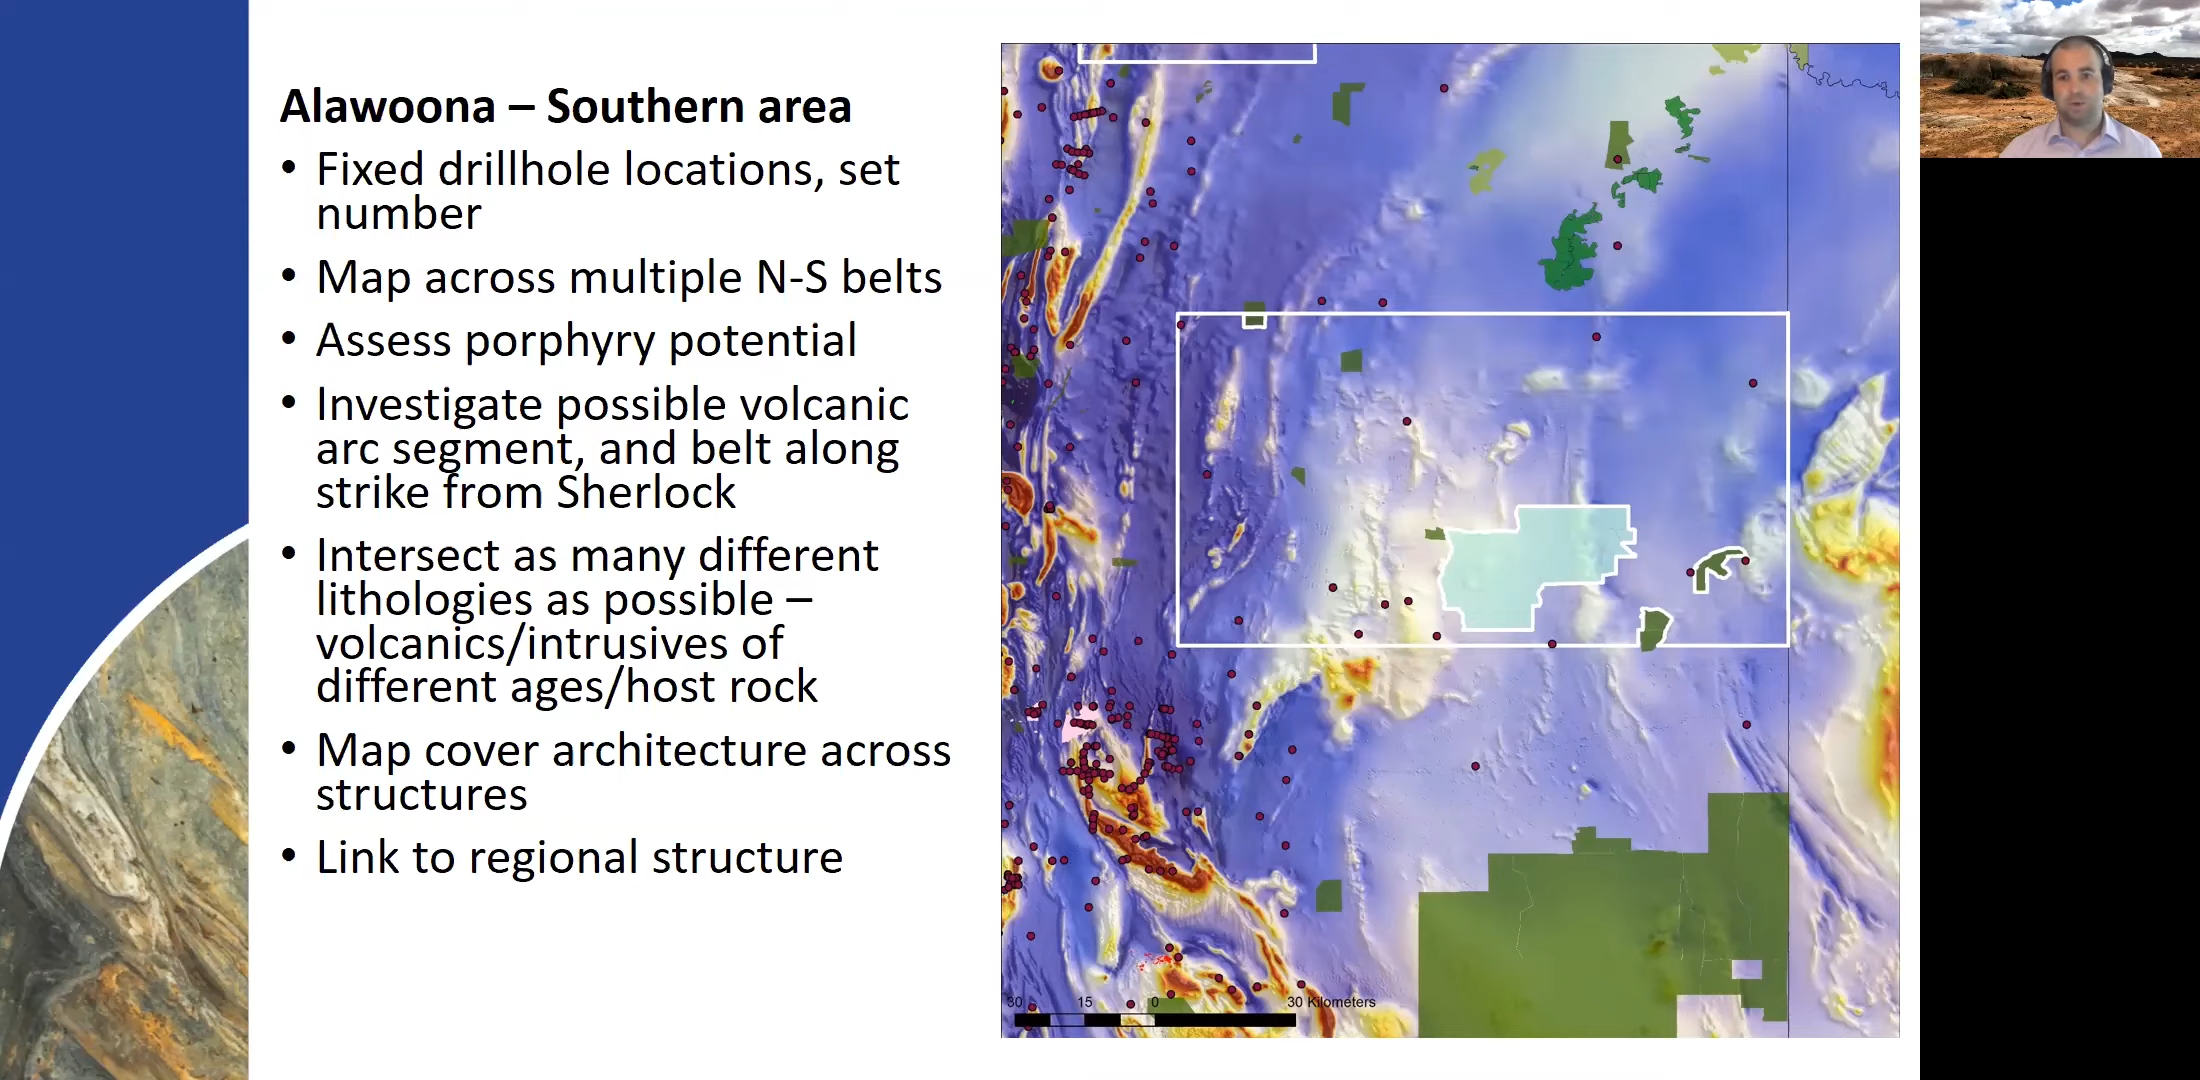 Alawoona – Southern area
• Fixed drillhole locations, set
number
• Map across multiple N-S belts
• Assess porphyry potential
• Investigate possible volcanic
arc segment, and belt along
strike from Sherlock
• Intersect as many different
lithologies as possible –
volcanics/intrusives of
different ages/host rock
• Map cover architecture across
structures
• Link to regional structure
30 15 0 30 Kilometers